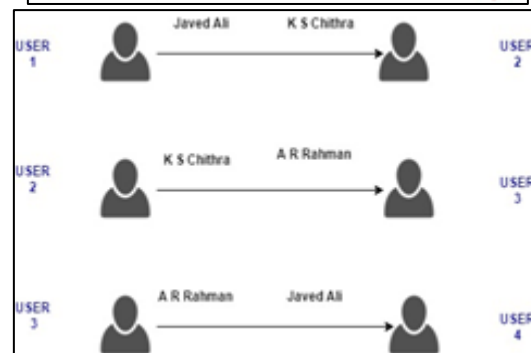 Javed Ali K S Chithra
USER 1
USER 2
K S Chithra A R Rahman
USER 2
USER 3
A R Rahman Javed Ali
USER 3
USER 4